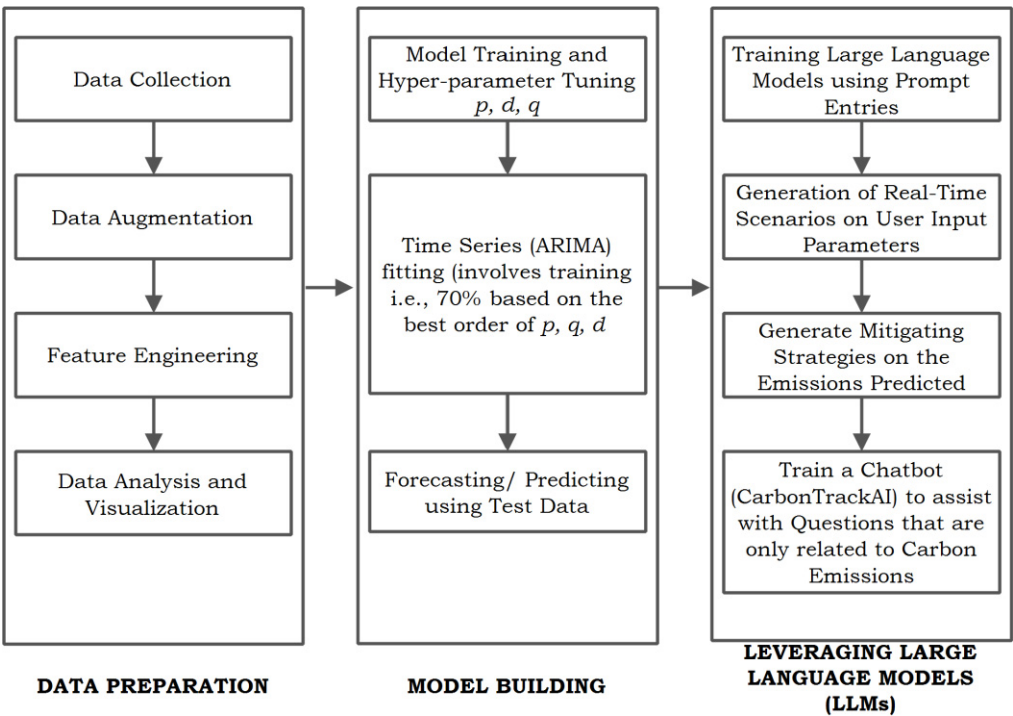 Data Collection
Data Augmentation
Feature Engineering
Data Analysis and
Visualization
DATA PREPARATION
Model Training and
Hyper-parameter Tuning
p, d, q
Time Series (ARIMA)
fitting (involves training
i.e., 70% based on the
best order of p, q, d
Forecasting/ Predicting
using Test Data
MODEL BUILDING
Training Large Language
Models using Prompt
Entries
Generation of Real-Time
Scenarios on User Input
Parameters
Generate Mitigating
Strategies on the
Emissions Predicted
Train a Chatbot
(CarbonTrackAI) to assist
with Questions that are
only related to Carbon
Emissions
LEVERAGING LARGE
LANGUAGE MODELS
(LLMs)